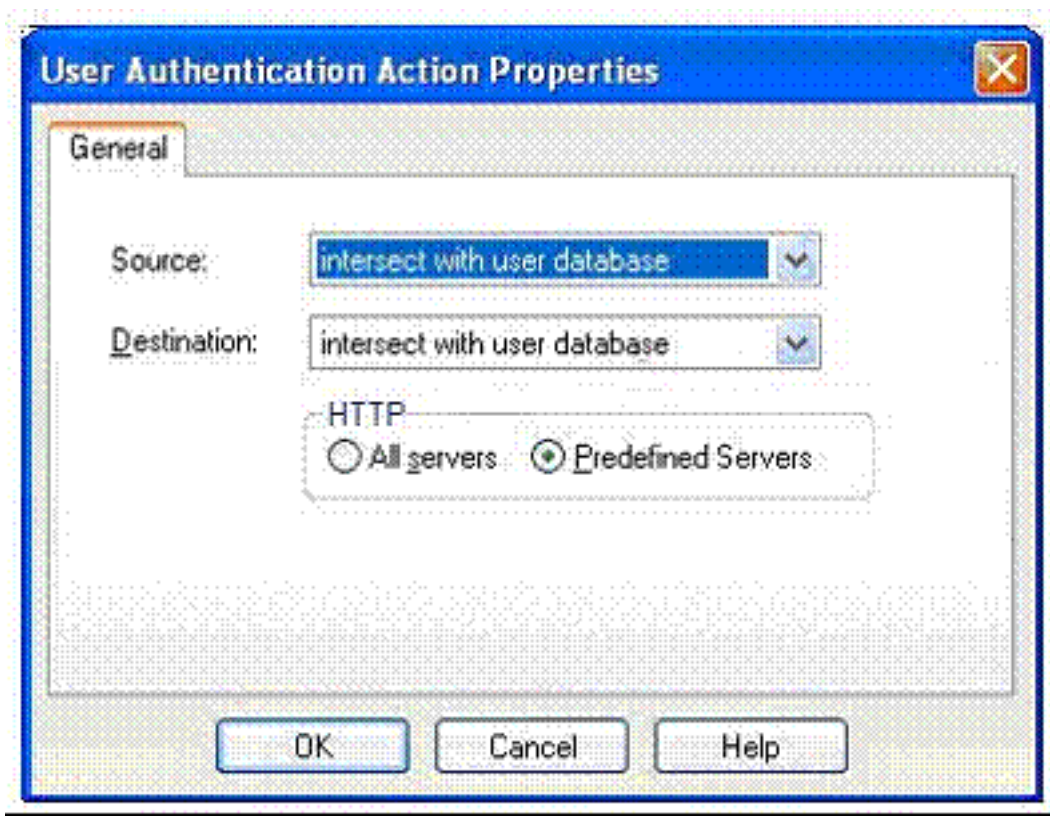 User Authentication Action Properties
General
Source: intersect with user database
Destination: intersect with user database
HTTP
All servers Predefined Servers
OK Cancel Help